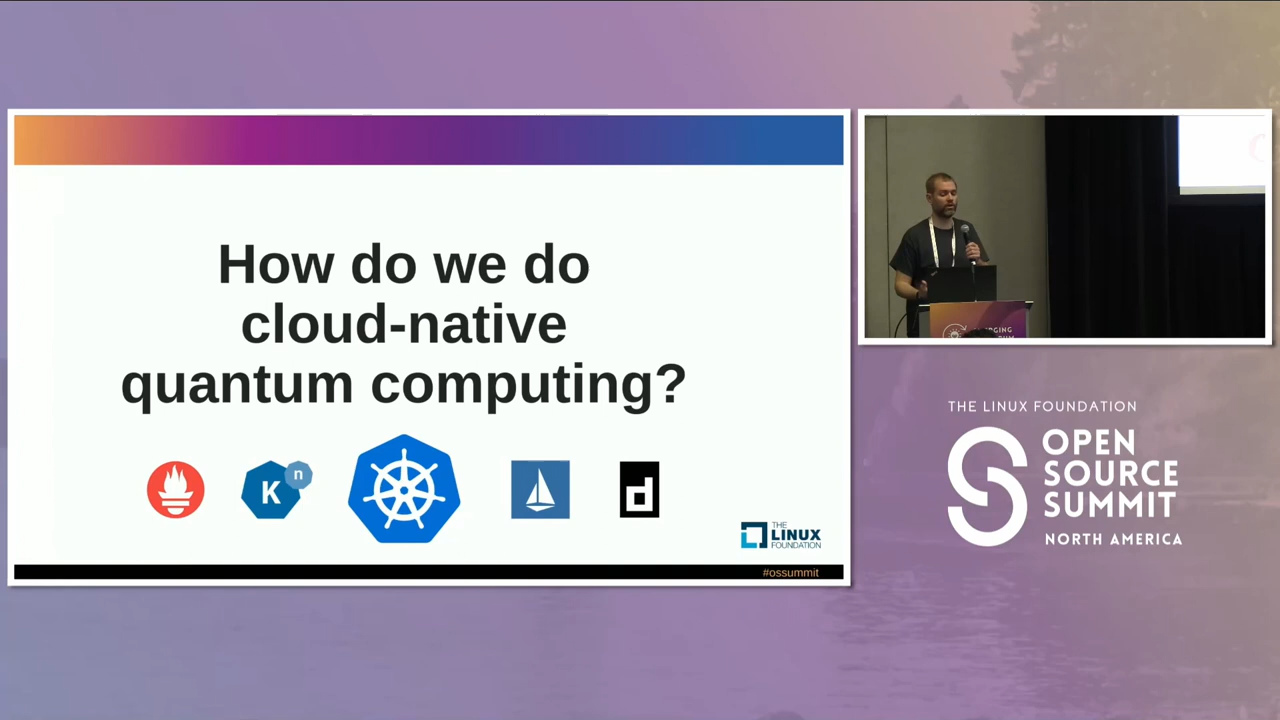 How do we do
cloud-native
quantum computing?
K
n
d
THE
LINUX
FOUNDATION
#ossummit
THE LINUX FOUNDATION
OPEN
SOURCE
SUMMIT
NORTH AMERICA